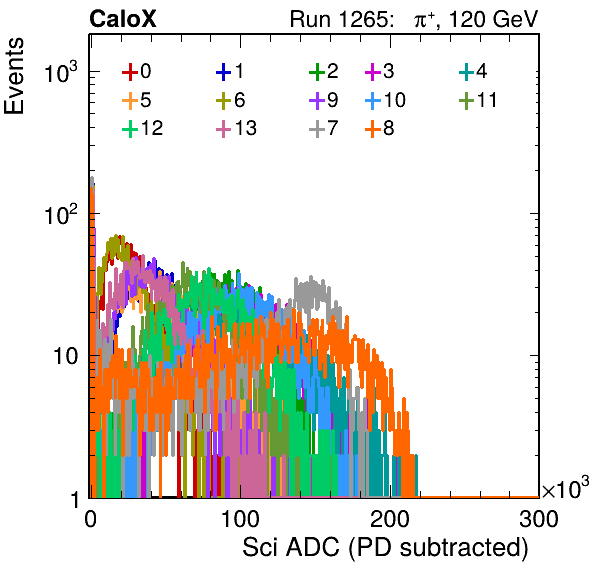 CaloX Run 1265: π⁺, 120 GeV
Events
10³
10²
10
1
0 1 2 3 4
5 6 9 10 11
12 13 7 8
0 100 200 300
×10³
Sci ADC (PD subtracted)